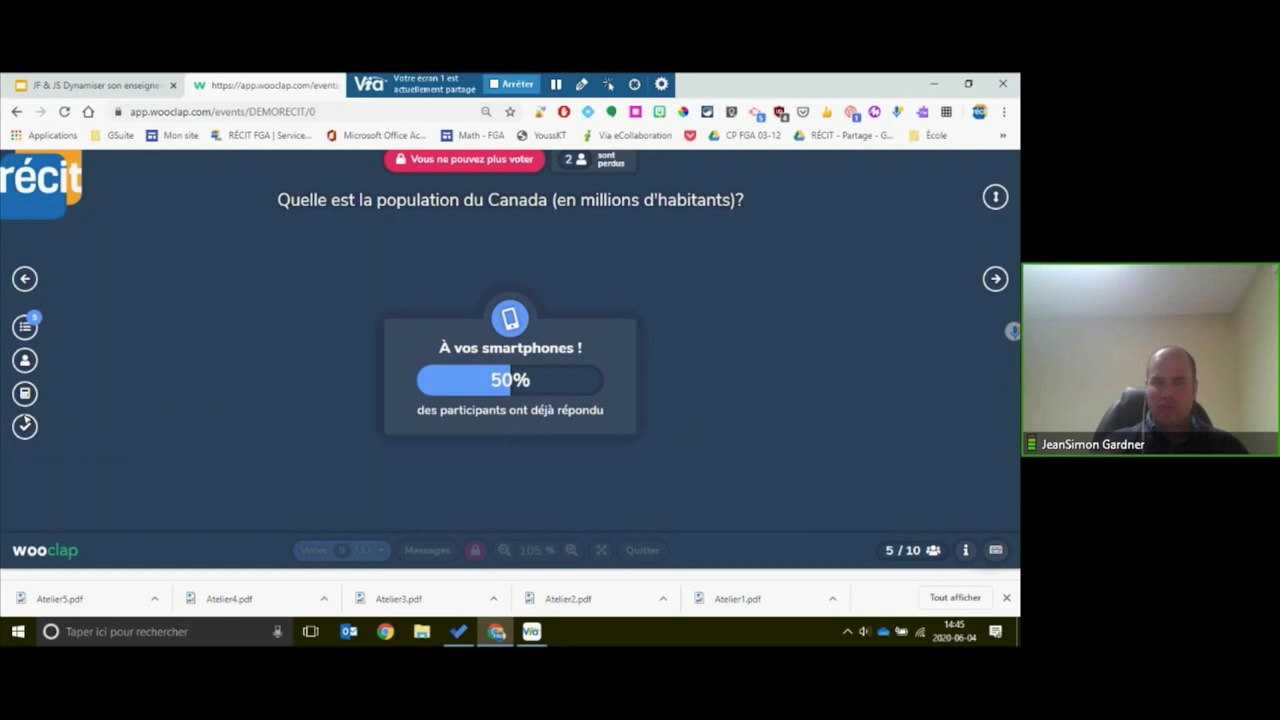 JF & JS Dynamiser son enseigne
https://app.wooclap.com/events
Via
Votre écran 1 est
actuellement partagé
Arrêter
app.wooclap.com/events/DEMORECIT/0
Applications
GSuite
Mon site
RÉCIT FGA | Service...
Microsoft Office Ac...
Math - FGA
YoussKT
Via eCollaboration
CP FGA 03-12
RÉCIT - Partage - G...
École
»
récit
Vous ne pouvez plus voter
2
sont
perdus
Quelle est la population du Canada (en millions d'habitants)?
5
À vos smartphones !
50%
des participants ont déjà répondu
JeanSimon Gardner
wooclap
Votes
Messages
105 %
Quitter
5 / 10
Atelier5.pdf
Atelier4.pdf
Atelier3.pdf
Atelier2.pdf
Atelier1.pdf
Tout afficher
Taper ici pour rechercher
Via
14:45
2020-06-04